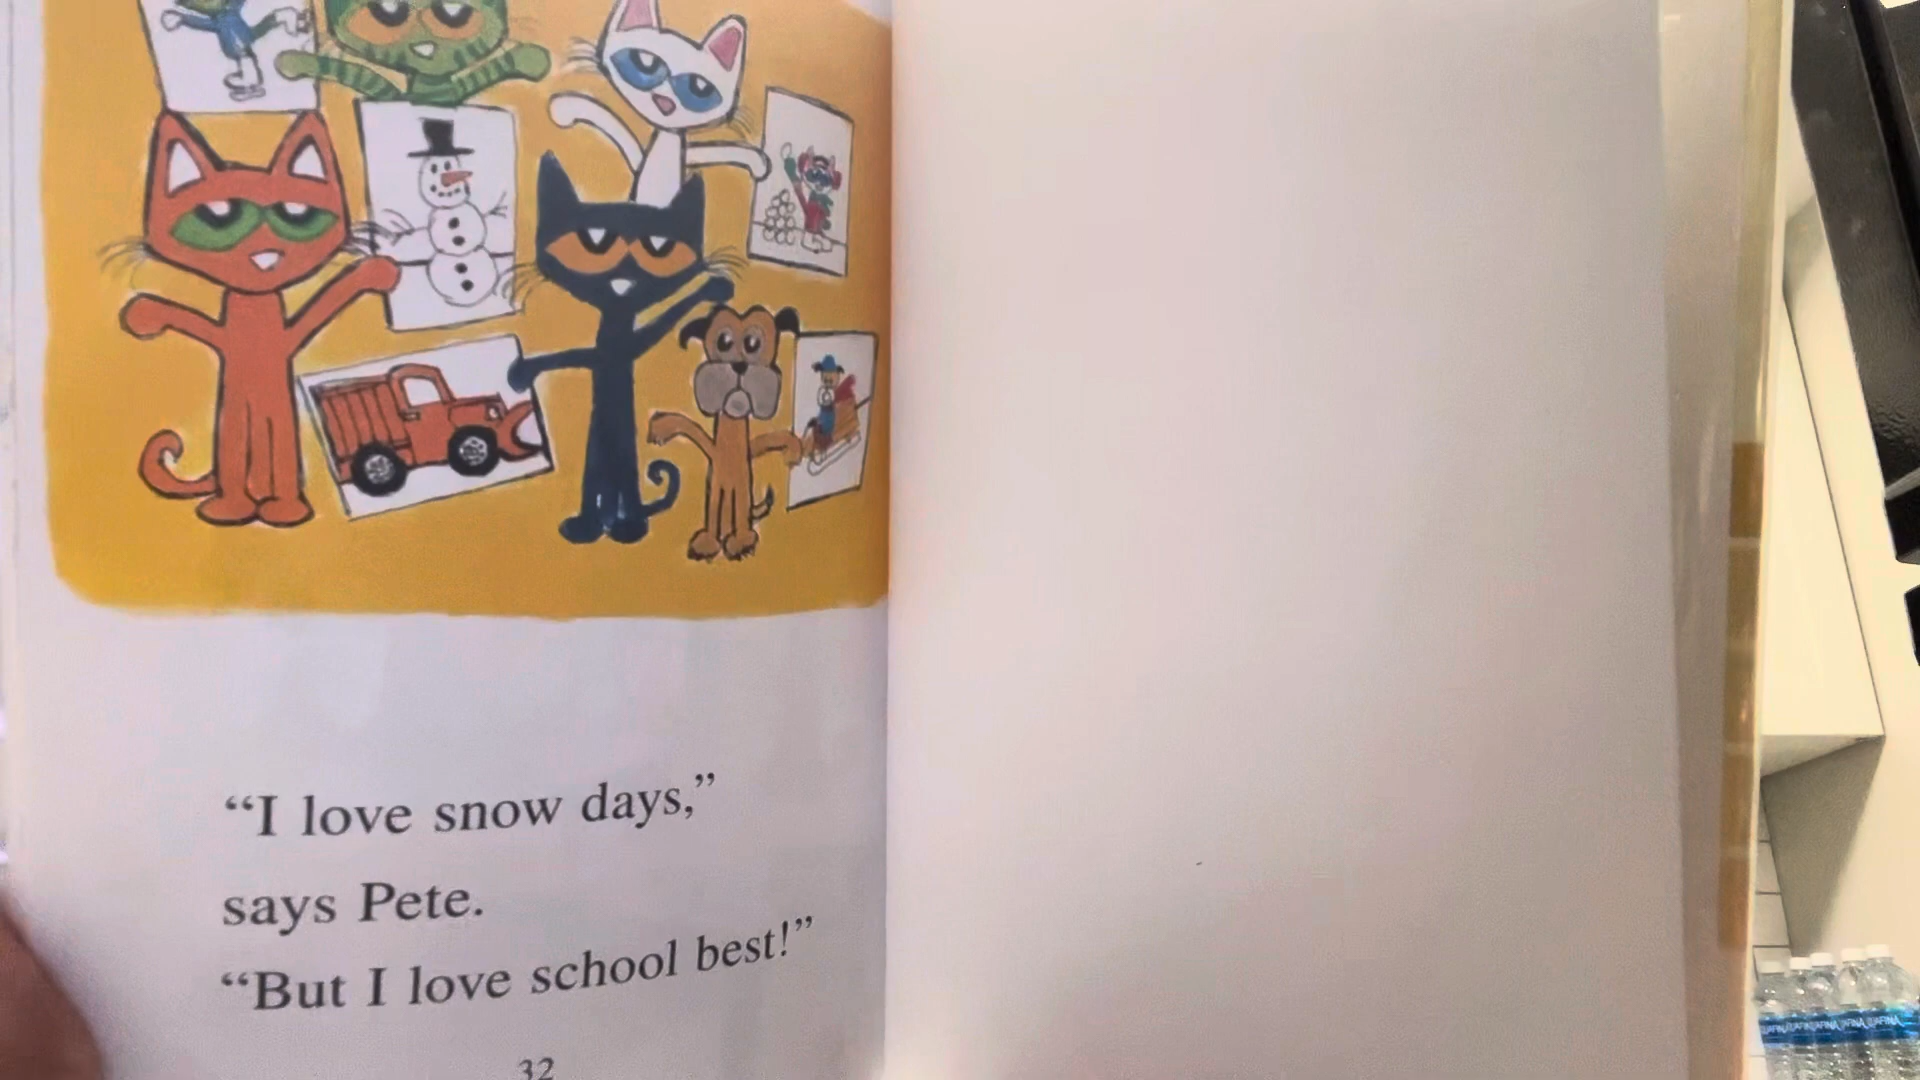 “I love snow days,”
says Pete.
“But I love school best!”
32